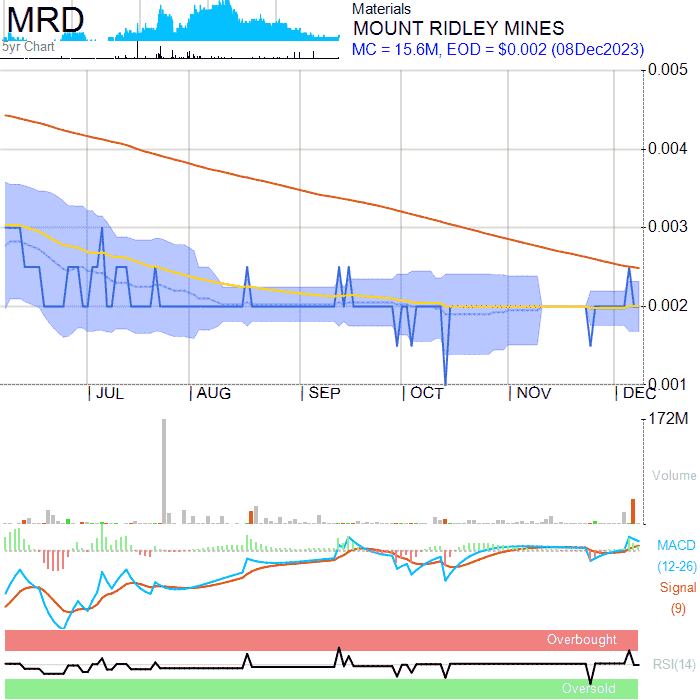 MRD
5yr Chart
Materials
MOUNT RIDLEY MINES
MC = 15.6M, EOD = $0.002 (08Dec2023)
0.005
0.004
0.003
0.002
0.001
JUL AUG SEP OCT NOV DEC
172M
Volume
MACD
(12-26)
Signal
(9)
Overbought
RSI(14)
Oversold